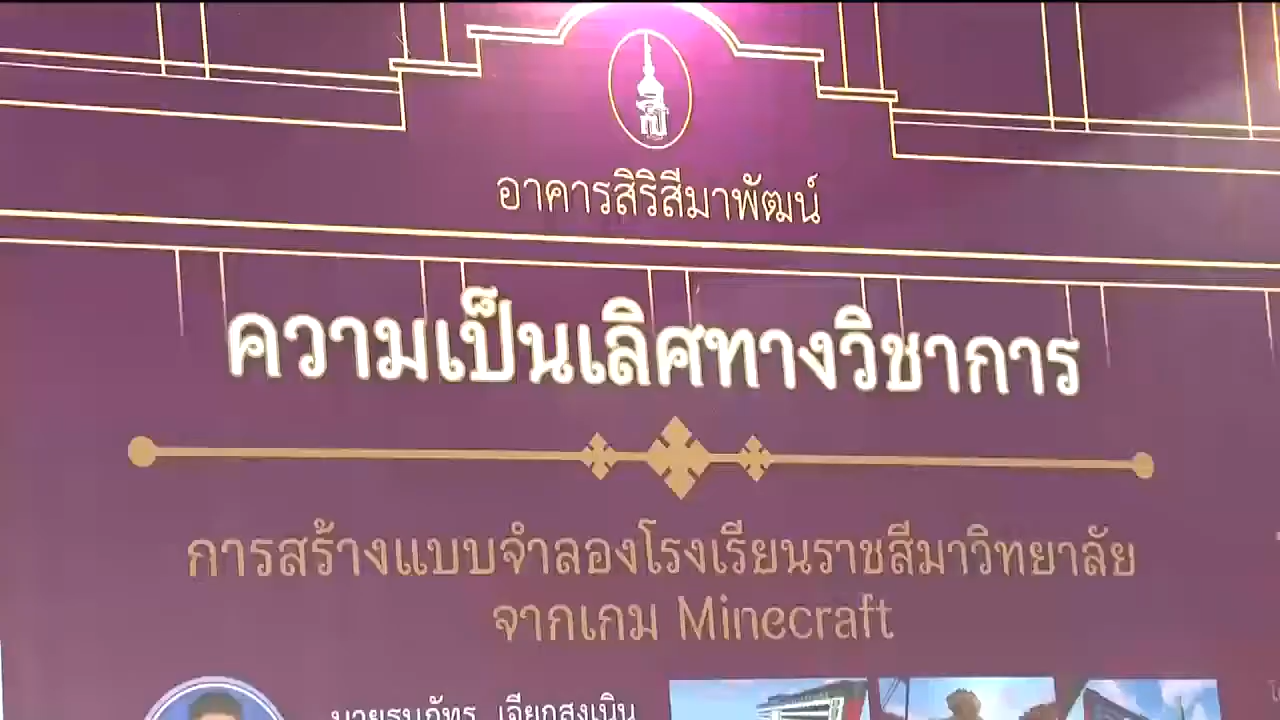 อาคารสิริสีมาพัฒน์
ความเป็นเลิศทางวิชาการ
การสร้างแบบจำลองโรงเรียนราชสีมาวิทยาลัย
จากเกม Minecraft